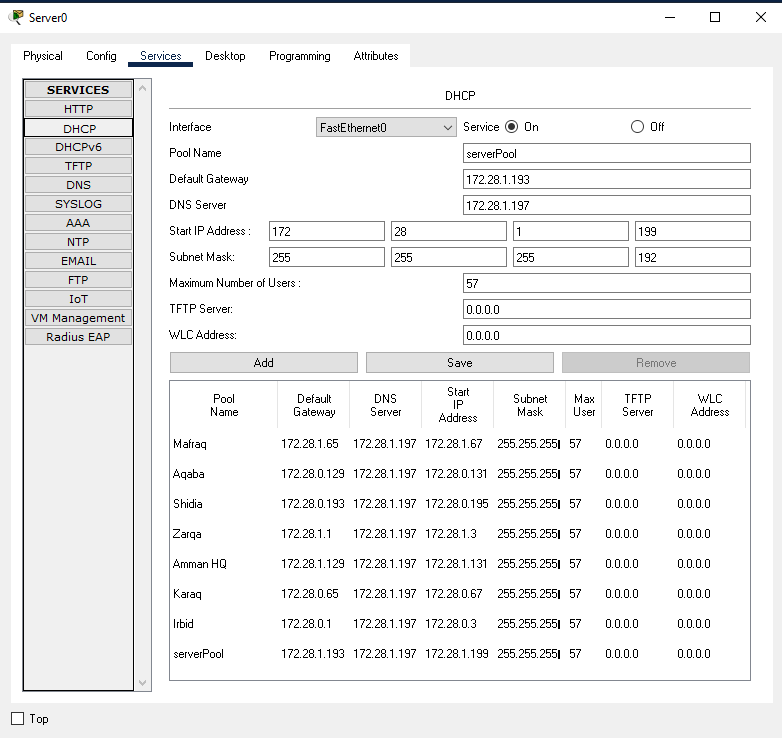 Server0
Physical Config Services Desktop Programming Attributes
SERVICES
HTTP
DHCP
DHCPv6
TFTP
DNS
SYSLOG
AAA
NTP
EMAIL
FTP
IoT
VM Management
Radius EAP
DHCP
Interface FastEthernet0 Service On Off
Pool Name serverPool
Default Gateway 172.28.1.193
DNS Server 172.28.1.197
Start IP Address : 172 28 1 199
Subnet Mask: 255 255 255 192
Maximum Number of Users : 57
TFTP Server: 0.0.0.0
WLC Address: 0.0.0.0
Add Save Remove
Pool Name Default Gateway DNS Server Start IP Address Subnet Mask Max User TFTP Server WLC Address
Mafraq 172.28.1.65 172.28.1.197 172.28.1.67 255.255.255 57 0.0.0.0 0.0.0.0
Aqaba 172.28.0.129 172.28.1.197 172.28.0.131 255.255.255 57 0.0.0.0 0.0.0.0
Shidia 172.28.0.193 172.28.1.197 172.28.0.195 255.255.255 57 0.0.0.0 0.0.0.0
Zarqa 172.28.1.1 172.28.1.197 172.28.1.3 255.255.255 57 0.0.0.0 0.0.0.0
Amman HQ 172.28.1.129 172.28.1.197 172.28.1.131 255.255.255 57 0.0.0.0 0.0.0.0
Karaq 172.28.0.65 172.28.1.197 172.28.0.67 255.255.255 57 0.0.0.0 0.0.0.0
Irbid 172.28.0.1 172.28.1.197 172.28.0.3 255.255.255 57 0.0.0.0 0.0.0.0
serverPool 172.28.1.193 172.28.1.197 172.28.1.199 255.255.255 57 0.0.0.0 0.0.0.0
Top